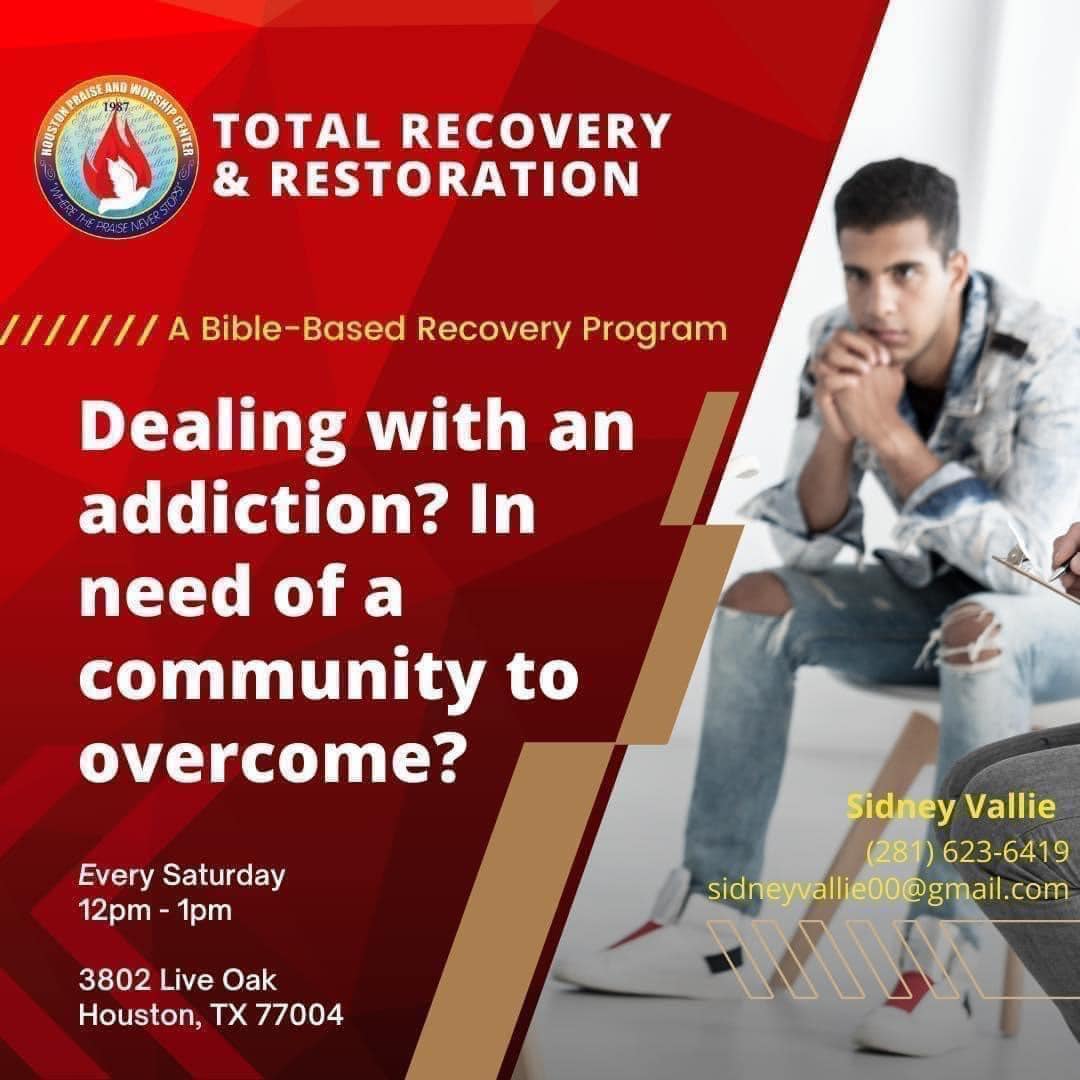 HOUSTON PRAISE AND WORSHIP CENTER
1987
"WHERE THE PRAISE NEVER STOPS!"
TOTAL RECOVERY
& RESTORATION
A Bible-Based Recovery Program
Dealing with an
addiction? In
need of a
community to
overcome?
Every Saturday
12pm - 1pm
3802 Live Oak
Houston, TX 77004
Sidney Vallie
(281) 623-6419
sidneyvallie00@gmail.com